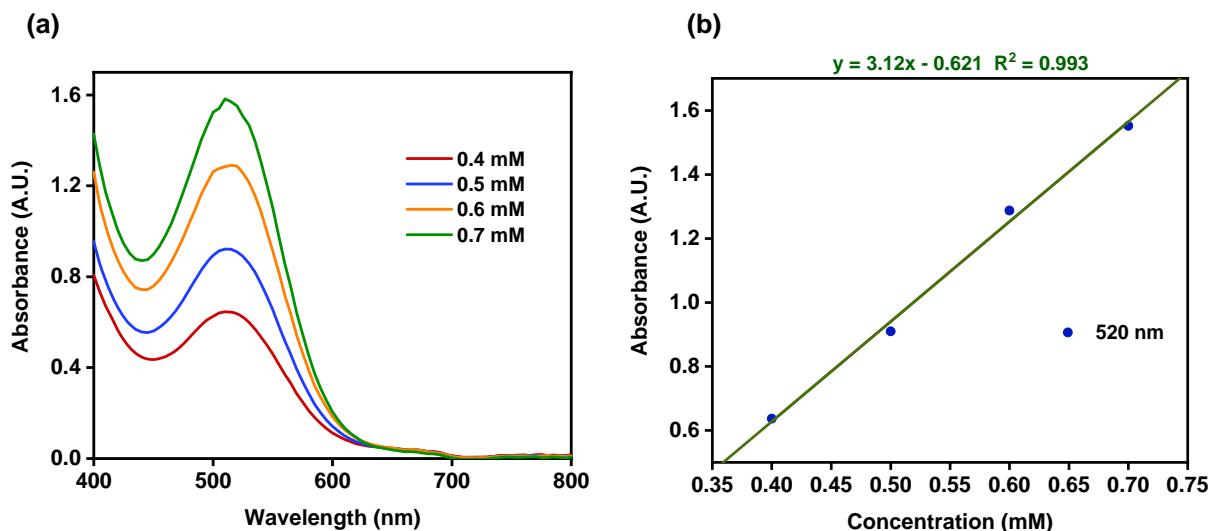 (a)
1.6
1.2
0.8
0.4
0.0
400
500
600
700
800
Absorbance (A.U.)
Wavelength (nm)
0.4 mM
0.5 mM
0.6 mM
0.7 mM
(b)
y = 3.12x - 0.621 R² = 0.993
1.6
1.4
1.2
1.0
0.8
0.6
0.35
0.40
0.45
0.50
0.55
0.60
0.65
0.70
0.75
Absorbance (A.U.)
Concentration (mM)
520 nm